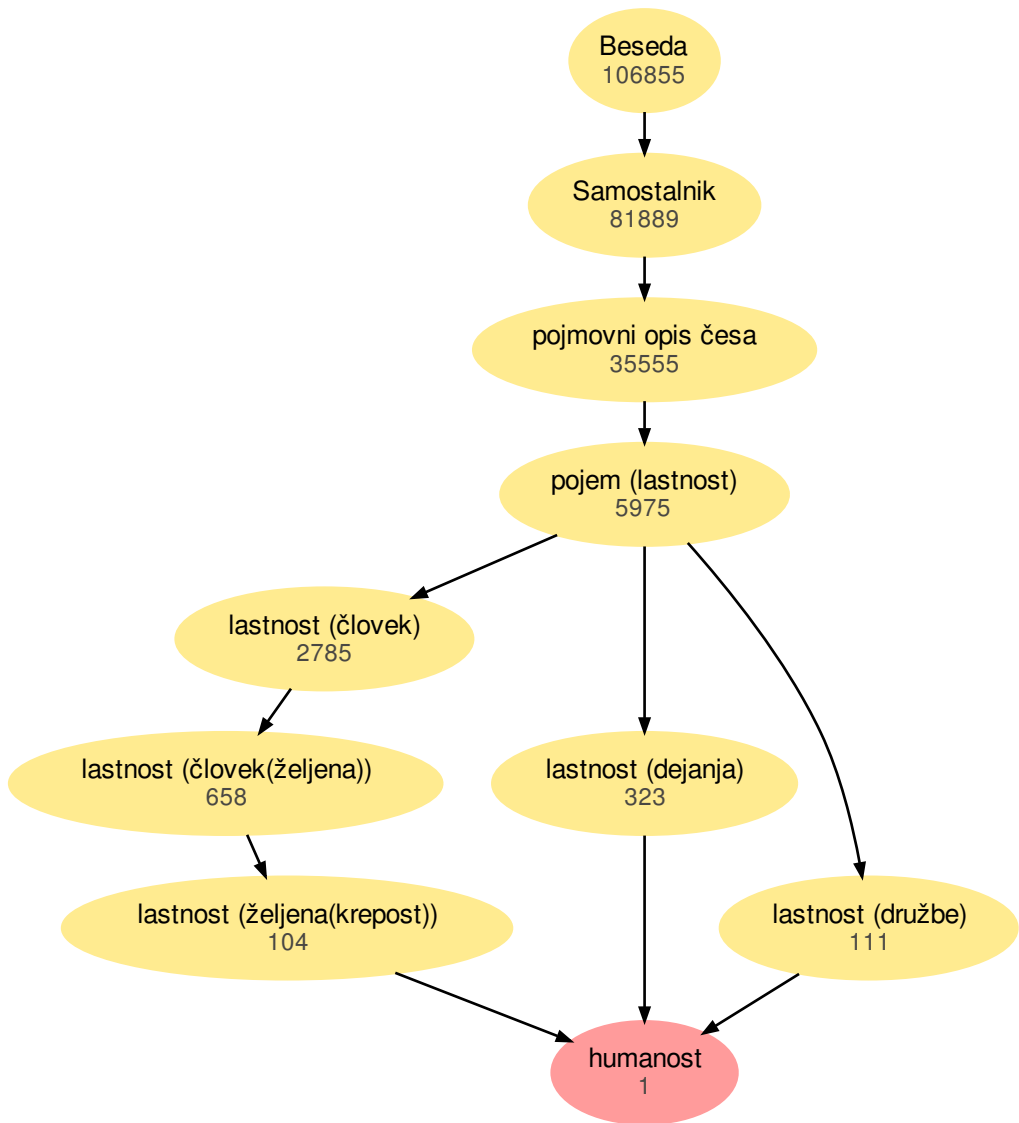 Beseda
106855
Samostalnik
81889
pojmovni opis česa
35555
pojem (lastnost)
5975
lastnost (človek)
2785
lastnost (človek(željena))
658
lastnost (dejanja)
323
lastnost (željena(krepost))
104
lastnost (družbe)
111
humanost
1